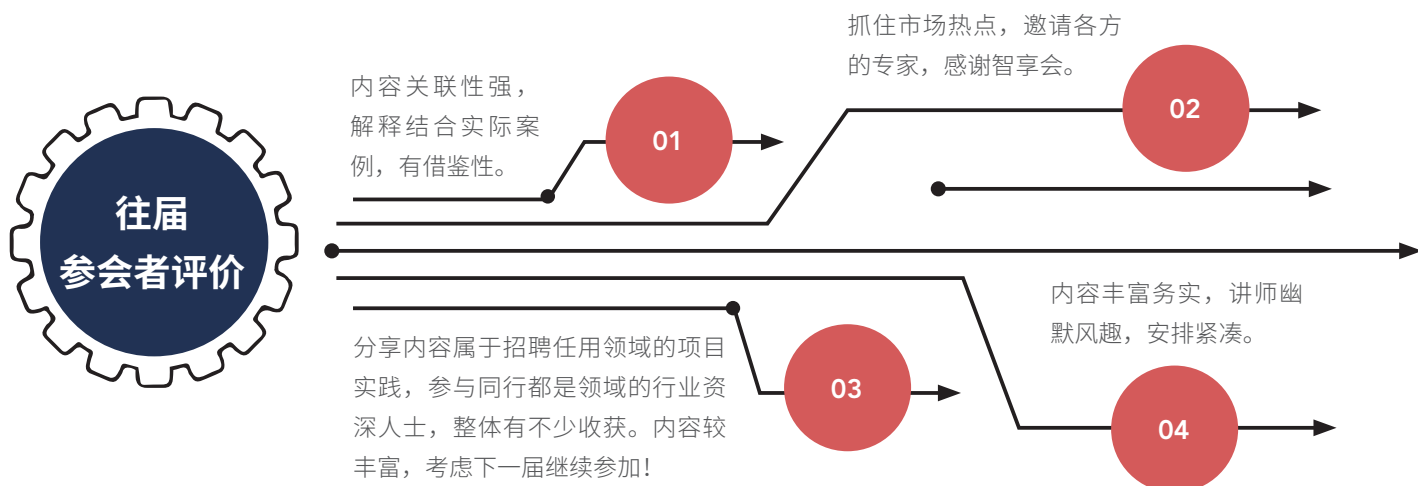 往届
参会者评价
内容关联性强，
解释结合实际案
例，有借鉴性。
01
抓住市场热点，邀请各方
的专家，感谢智享会。
02
分享内容属于招聘任用领域的项目
实践，参与同行都是领域的行业资
深人士，整体有不少收获。内容较
丰富，考虑下一届继续参加！
03
内容丰富务实，讲师幽
默风趣，安排紧凑。
04